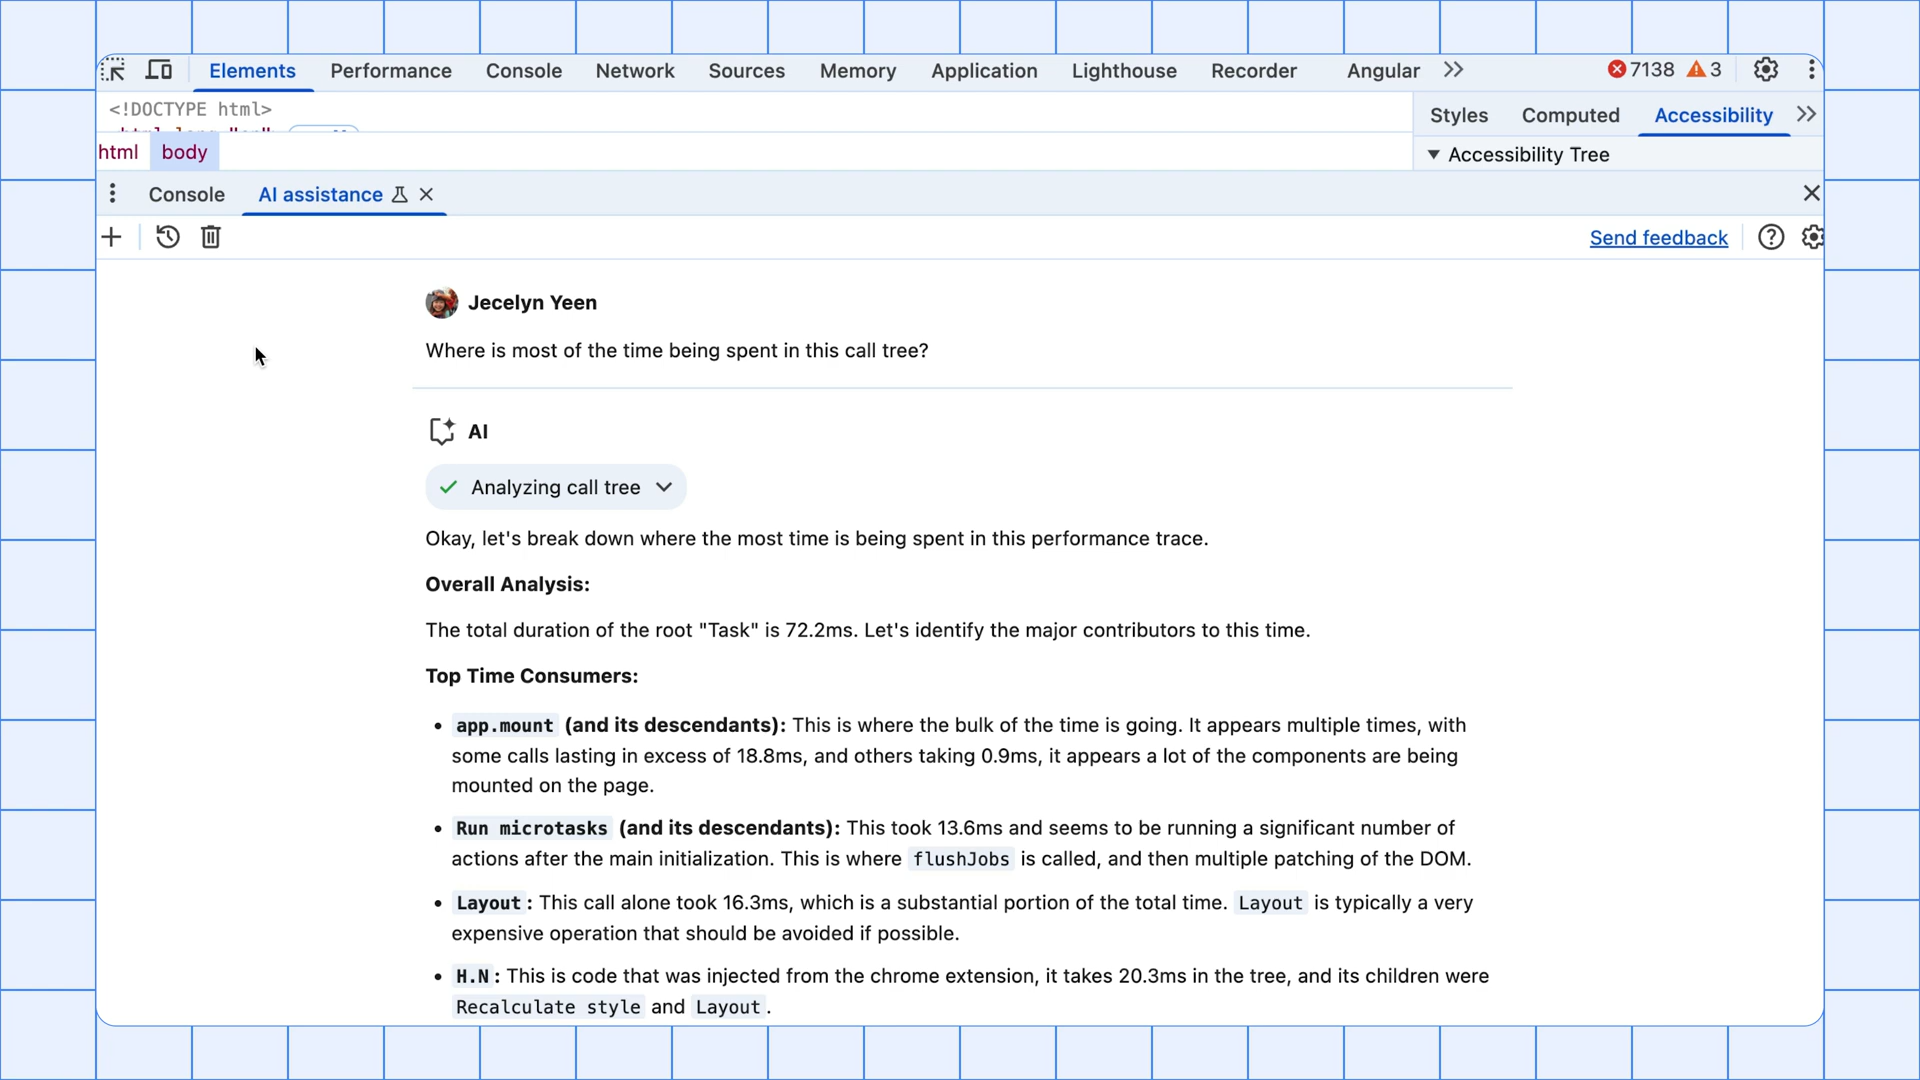 Elements Performance Console Network Sources Memory Application Lighthouse Recorder Angular 7138 3
<!DOCTYPE html>
Styles Computed Accessibility
html body
Accessibility Tree
Console AI assistance
Send feedback
Jecelyn Yeen
Where is most of the time being spent in this call tree?
AI
Analyzing call tree
Okay, let's break down where the most time is being spent in this performance trace.
Overall Analysis:
The total duration of the root "Task" is 72.2ms. Let's identify the major contributors to this time.
Top Time Consumers:
• app.mount (and its descendants): This is where the bulk of the time is going. It appears multiple times, with
some calls lasting in excess of 18.8ms, and others taking 0.9ms, it appears a lot of the components are being
mounted on the page.
• Run microtasks (and its descendants): This took 13.6ms and seems to be running a significant number of
actions after the main initialization. This is where flushJobs is called, and then multiple patching of the DOM.
• Layout: This call alone took 16.3ms, which is a substantial portion of the total time. Layout is typically a very
expensive operation that should be avoided if possible.
• H.N: This is code that was injected from the chrome extension, it takes 20.3ms in the tree, and its children were
Recalculate style and Layout.